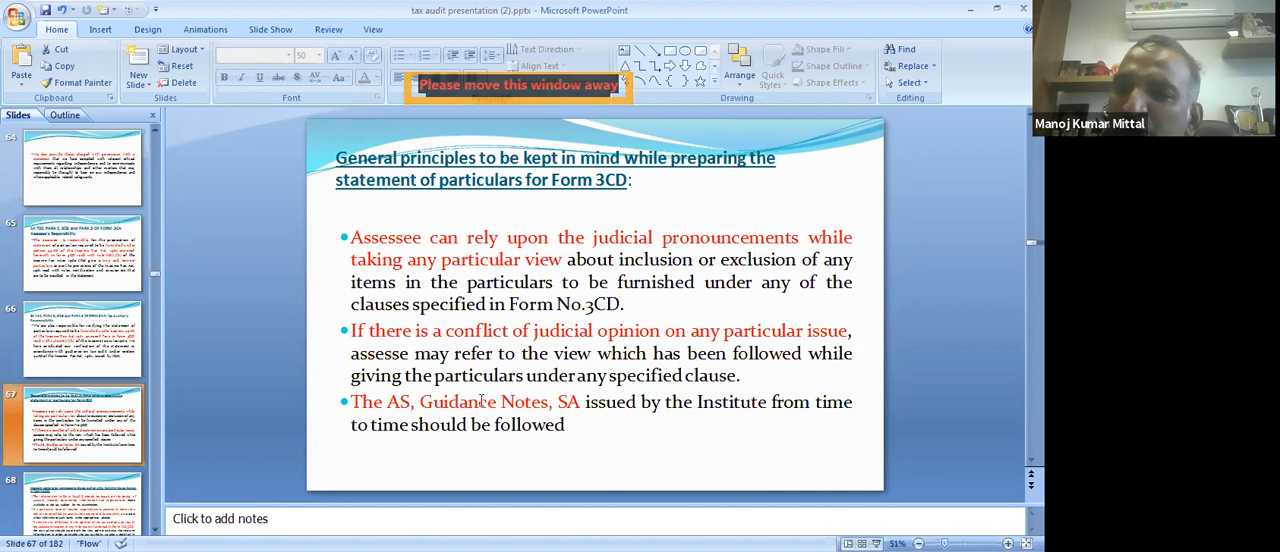 tax audit presentation (2).pptx - Microsoft PowerPoint
Home Insert Design Slide Show Animations Review View
Cut
Copy
Format Painter
Paste
Clipboard
New
Slide
Layout
Reset
Delete
Slides
50
Font
Text Direction
Align Text
Please move this window away
Arrange
Quick
Styles
Shape Fill
Shape Outline
Shape Effects
Drawing
Find
Replace
Select
Editing
Manoj Kumar Mittal
Slides Outline
64
65
66
67
68
General principles to be kept in mind while preparing the
statement of particulars for Form 3CD:
•Assessee can rely upon the judicial pronouncements while
taking any particular view about inclusion or exclusion of any
items in the particulars to be furnished under any of the
clauses specified in Form No.3CD.
•If there is a conflict of judicial opinion on any particular issue,
assesse may refer to the view which has been followed while
giving the particulars under any specified clause.
•The AS, Guidance Notes, SA issued by the Institute from time
to time should be followed
Click to add notes
Slide 67 of 182 "Flow" 51%